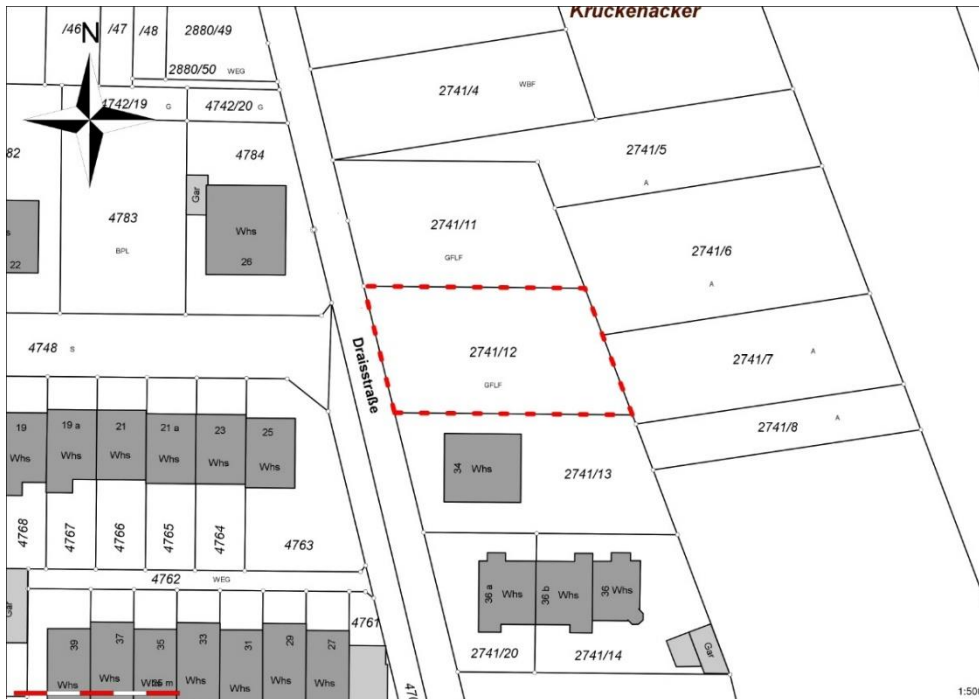 Kruckenäcker
/46
/47
/48
2880/49
N
2880/50 WEG
4742/19 G
4742/20 G
2741/4 WBF
2741/5
A
82
4784
Gar
4783
BPL
Whs
26
22
2741/11
GFLF
2741/6
A
4748 S
Draisstraße
2741/12
GFLF
2741/7 A
2741/8 A
19
Whs
19 a
Whs
21
Whs
21 a
Whs
23
Whs
25
Whs
34 Whs
2741/13
4768
4767
4766
4765
4764
4763
4762 WEG
36 a Whs
36 b Whs
36 Whs
Gar
39
Whs
37
Whs
35
Whs
33
Whs
31
Whs
29
Whs
27
Whs
4761
2741/20
2741/14
Gar